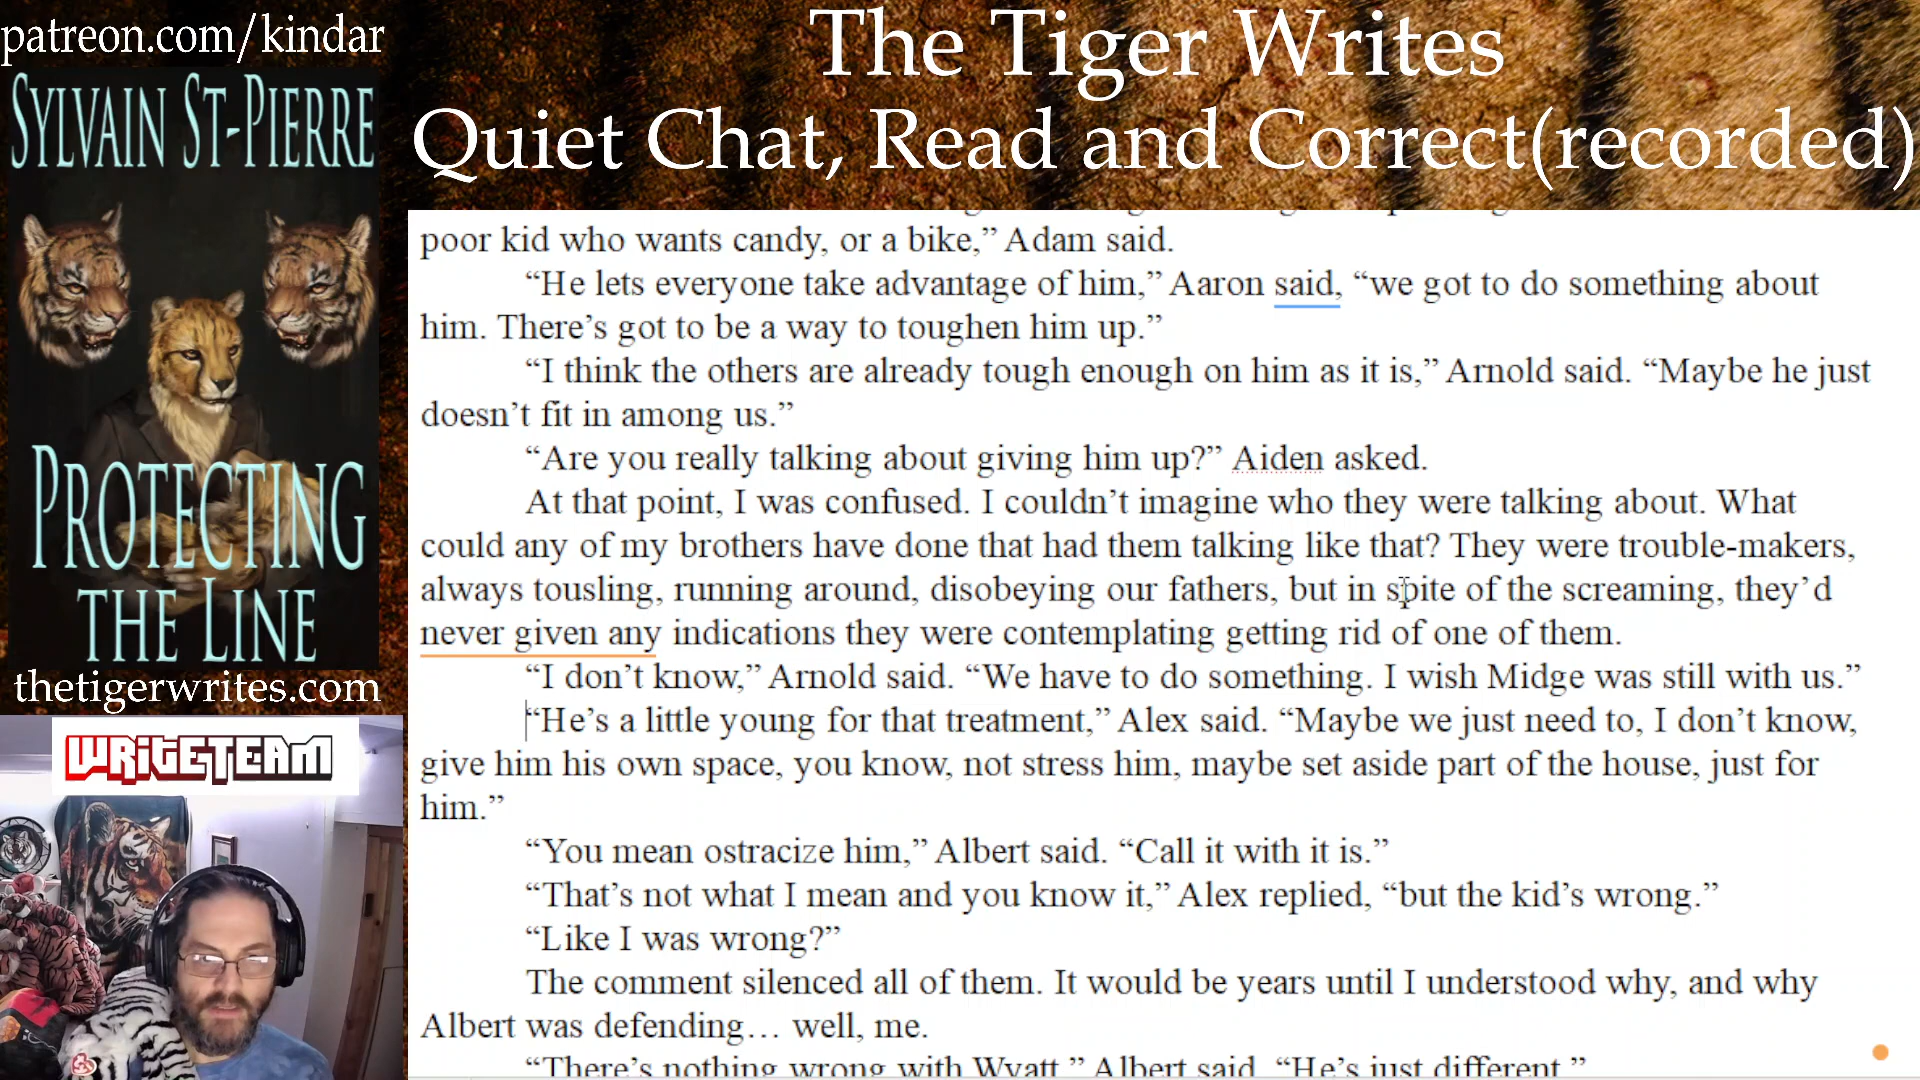 patreon.com/kindar
The Tiger Writes
Quiet Chat, Read and Correct(recorded)
SYLVAIN ST-PIERRE
PROTECTING
THE LINE
thetigerwrites.com
WRITETEAM
poor kid who wants candy, or a bike,” Adam said.
“He lets everyone take advantage of him,” Aaron said, “we got to do something about
him. There’s got to be a way to toughen him up.”
“I think the others are already tough enough on him as it is,” Arnold said. “Maybe he just
doesn’t fit in among us.”
“Are you really talking about giving him up?” Aiden asked.
At that point, I was confused. I couldn’t imagine who they were talking about. What
could any of my brothers have done that had them talking like that? They were trouble-makers,
always tousling, running around, disobeying our fathers, but in spite of the screaming, they’d
never given any indications they were contemplating getting rid of one of them.
“I don’t know,” Arnold said. “We have to do something. I wish Midge was still with us.”
“He’s a little young for that treatment,” Alex said. “Maybe we just need to, I don’t know,
give him his own space, you know, not stress him, maybe set aside part of the house, just for
him.”
“You mean ostracize him,” Albert said. “Call it with it is.”
“That’s not what I mean and you know it,” Alex replied, “but the kid’s wrong.”
“Like I was wrong?”
The comment silenced all of them. It would be years until I understood why, and why
Albert was defending… well, me.
“There’s nothing wrong with Wyatt,” Albert said. “He’s just different.”